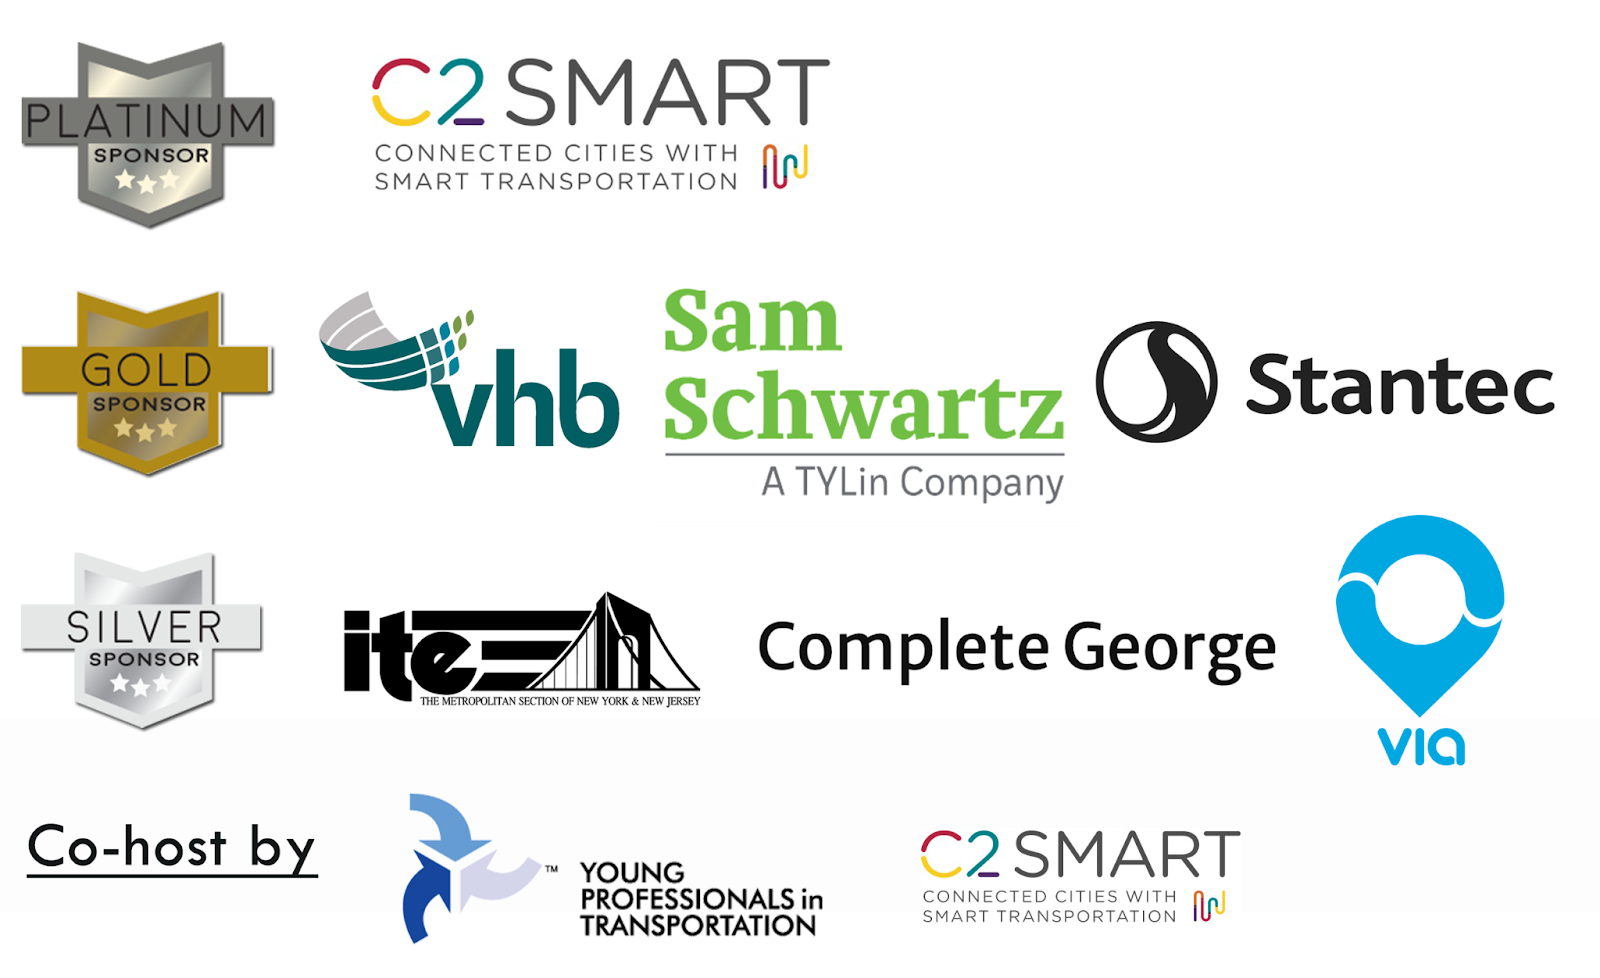 PLATINUM
SPONSOR
C2SMART
CONNECTED CITIES WITH
SMART TRANSPORTATION
GOLD
SPONSOR
vhb
Sam
Schwartz
A TYLin Company
Stantec
SILVER
SPONSOR
ite
THE METROPOLITAN SECTION OF NEW YORK & NEW JERSEY
Complete George
via
Co-host by
TM
YOUNG
PROFESSIONALS in
TRANSPORTATION
C2SMART
CONNECTED CITIES WITH
SMART TRANSPORTATION